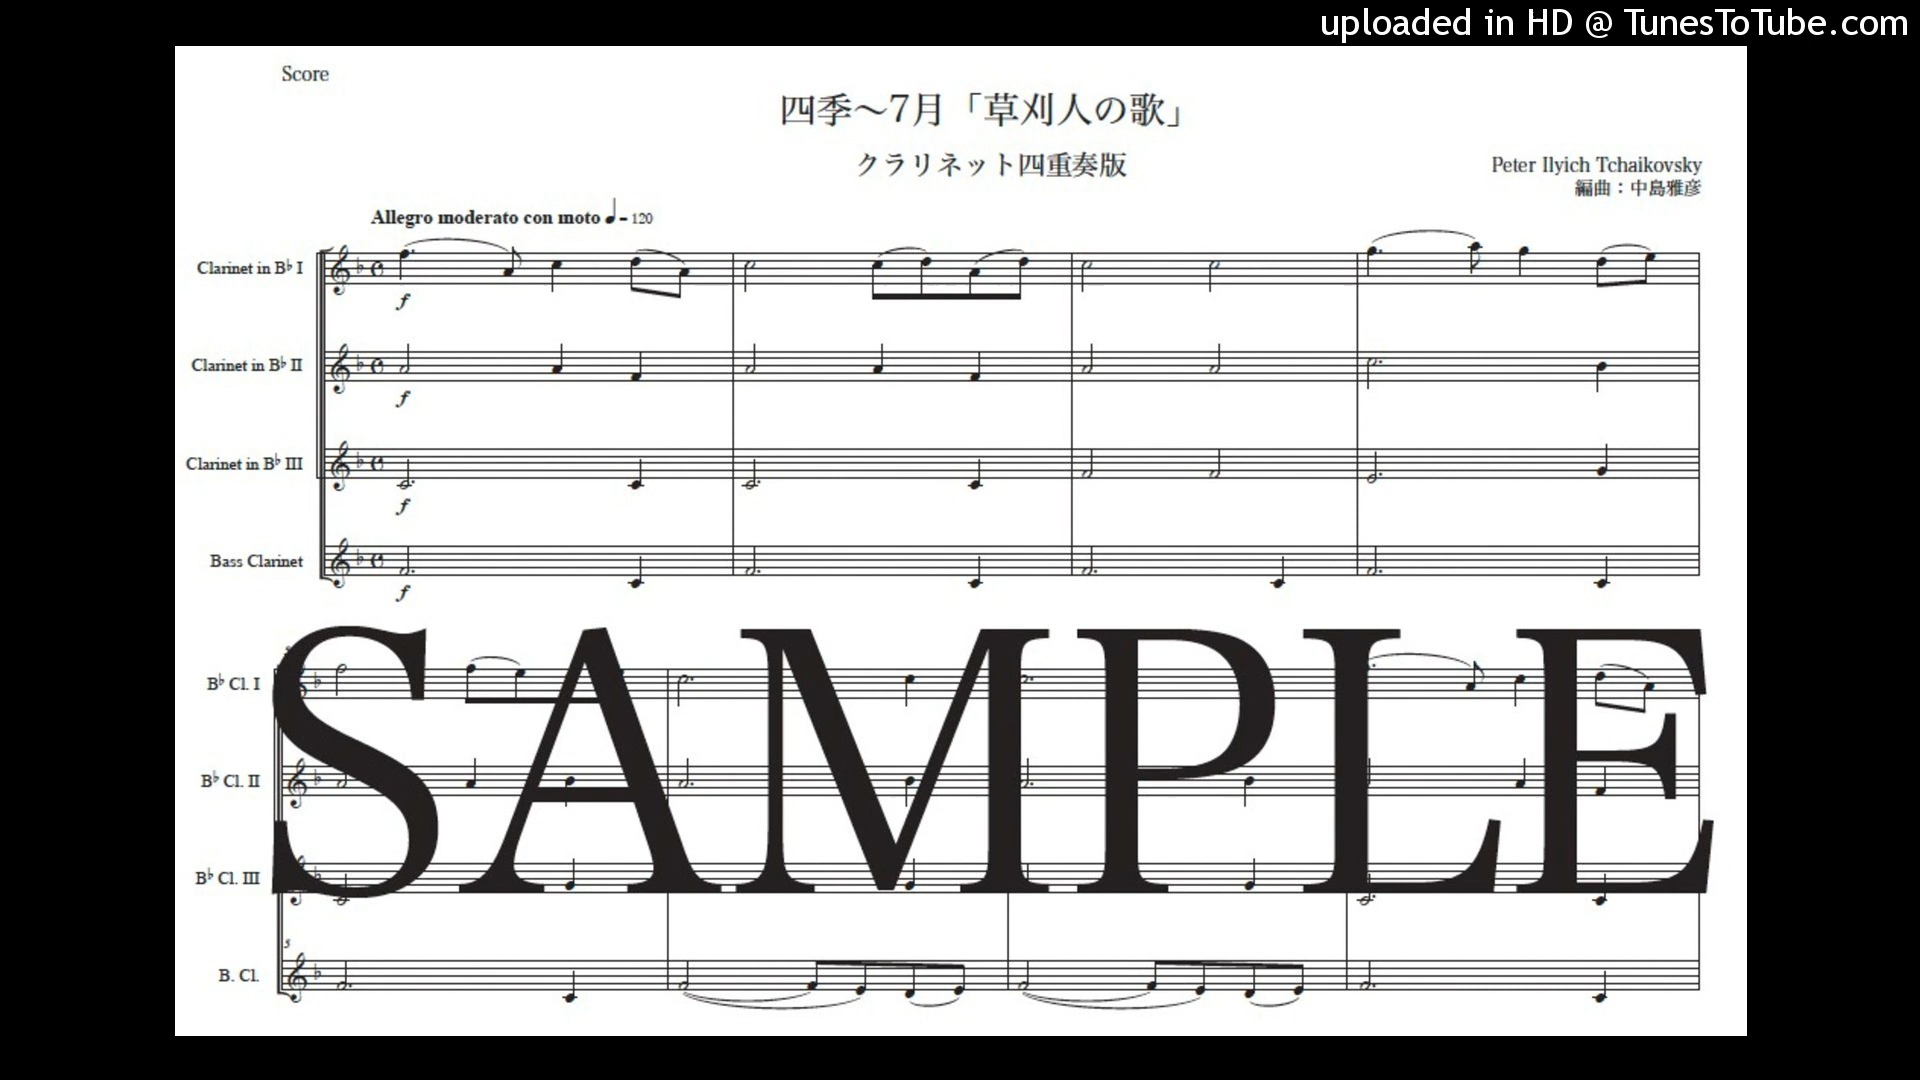 uploaded in HD @ TunesToTube.com
Score
四季～7月「草刈人の歌」
クラリネット四重奏版
Peter Ilyich Tchaikovsky
編曲：中島雅彦
Allegro moderato con moto ♩= 120
Clarinet in B♭ I
f
Clarinet in B♭ II
f
Clarinet in B♭ III
f
Bass Clarinet
f
SAMPLE
B♭ Cl. I
B♭ Cl. II
B♭ Cl. III
5
B. Cl.